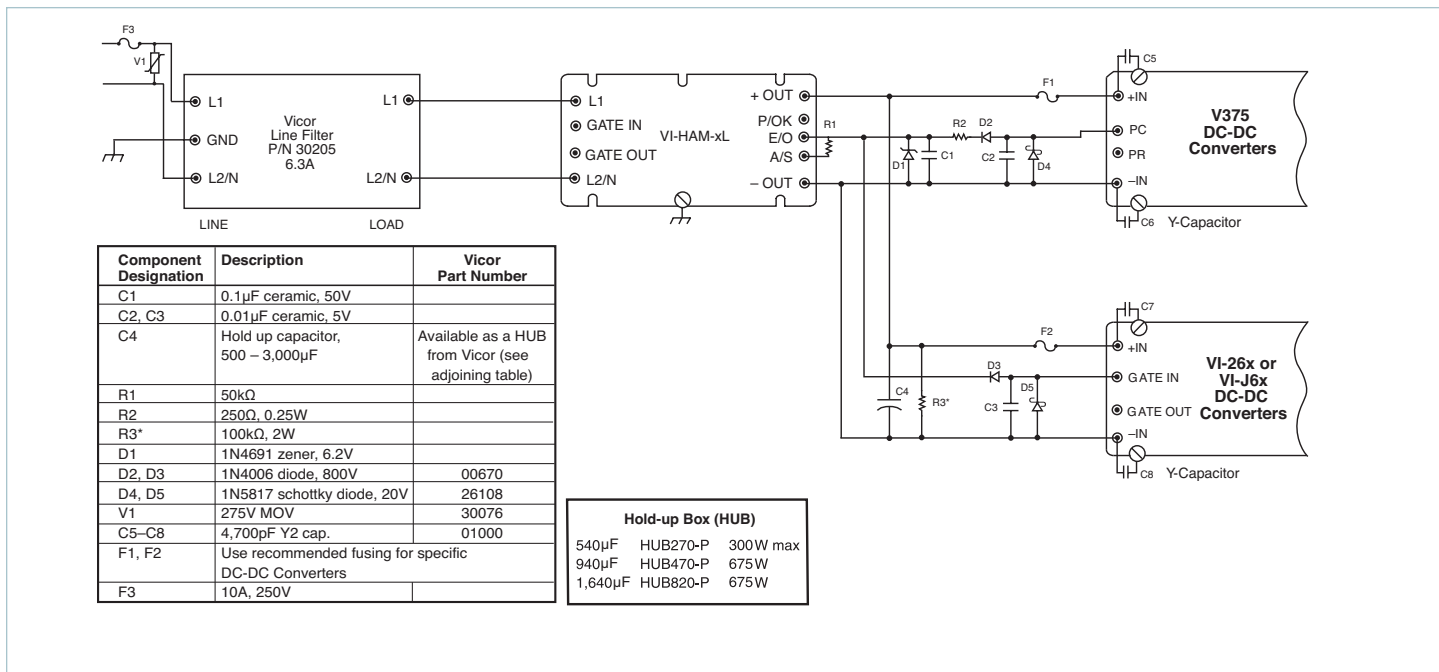 F3
V1
L1
GND
L2/N
Vicor
Line Filter
P/N 30205
6.3A
L1
L2/N
LINE
LOAD
L1
GATE IN
GATE OUT
L2/N
VI-HAM-xL
+ OUT
P/OK
E/O
A/S
– OUT
R1
D1
C1
R2
D2
C2
D4
F1
C5
+IN
PC
PR
–IN
V375
DC-DC
Converters
C6 Y-Capacitor
C4
R3*
D3
C3
D5
F2
C7
+IN
GATE IN
GATE OUT
–IN
VI-26x or
VI-J6x
DC-DC
Converters
C8 Y-Capacitor
Component Designation Description Vicor Part Number
C1 0.1µF ceramic, 50V
C2, C3 0.01µF ceramic, 5V
C4 Hold up capacitor, 500 – 3,000µF Available as a HUB from Vicor (see adjoining table)
R1 50kΩ
R2 250Ω, 0.25W
R3* 100kΩ, 2W
D1 1N4691 zener, 6.2V
D2, D3 1N4006 diode, 800V 00670
D4, D5 1N5817 schottky diode, 20V 26108
V1 275V MOV 30076
C5–C8 4,700pF Y2 cap. 01000
F1, F2 Use recommended fusing for specific DC-DC Converters
F3 10A, 250V
Hold-up Box (HUB)
540µF HUB270-P 300W max
940µF HUB470-P 675W
1,640µF HUB820-P 675W